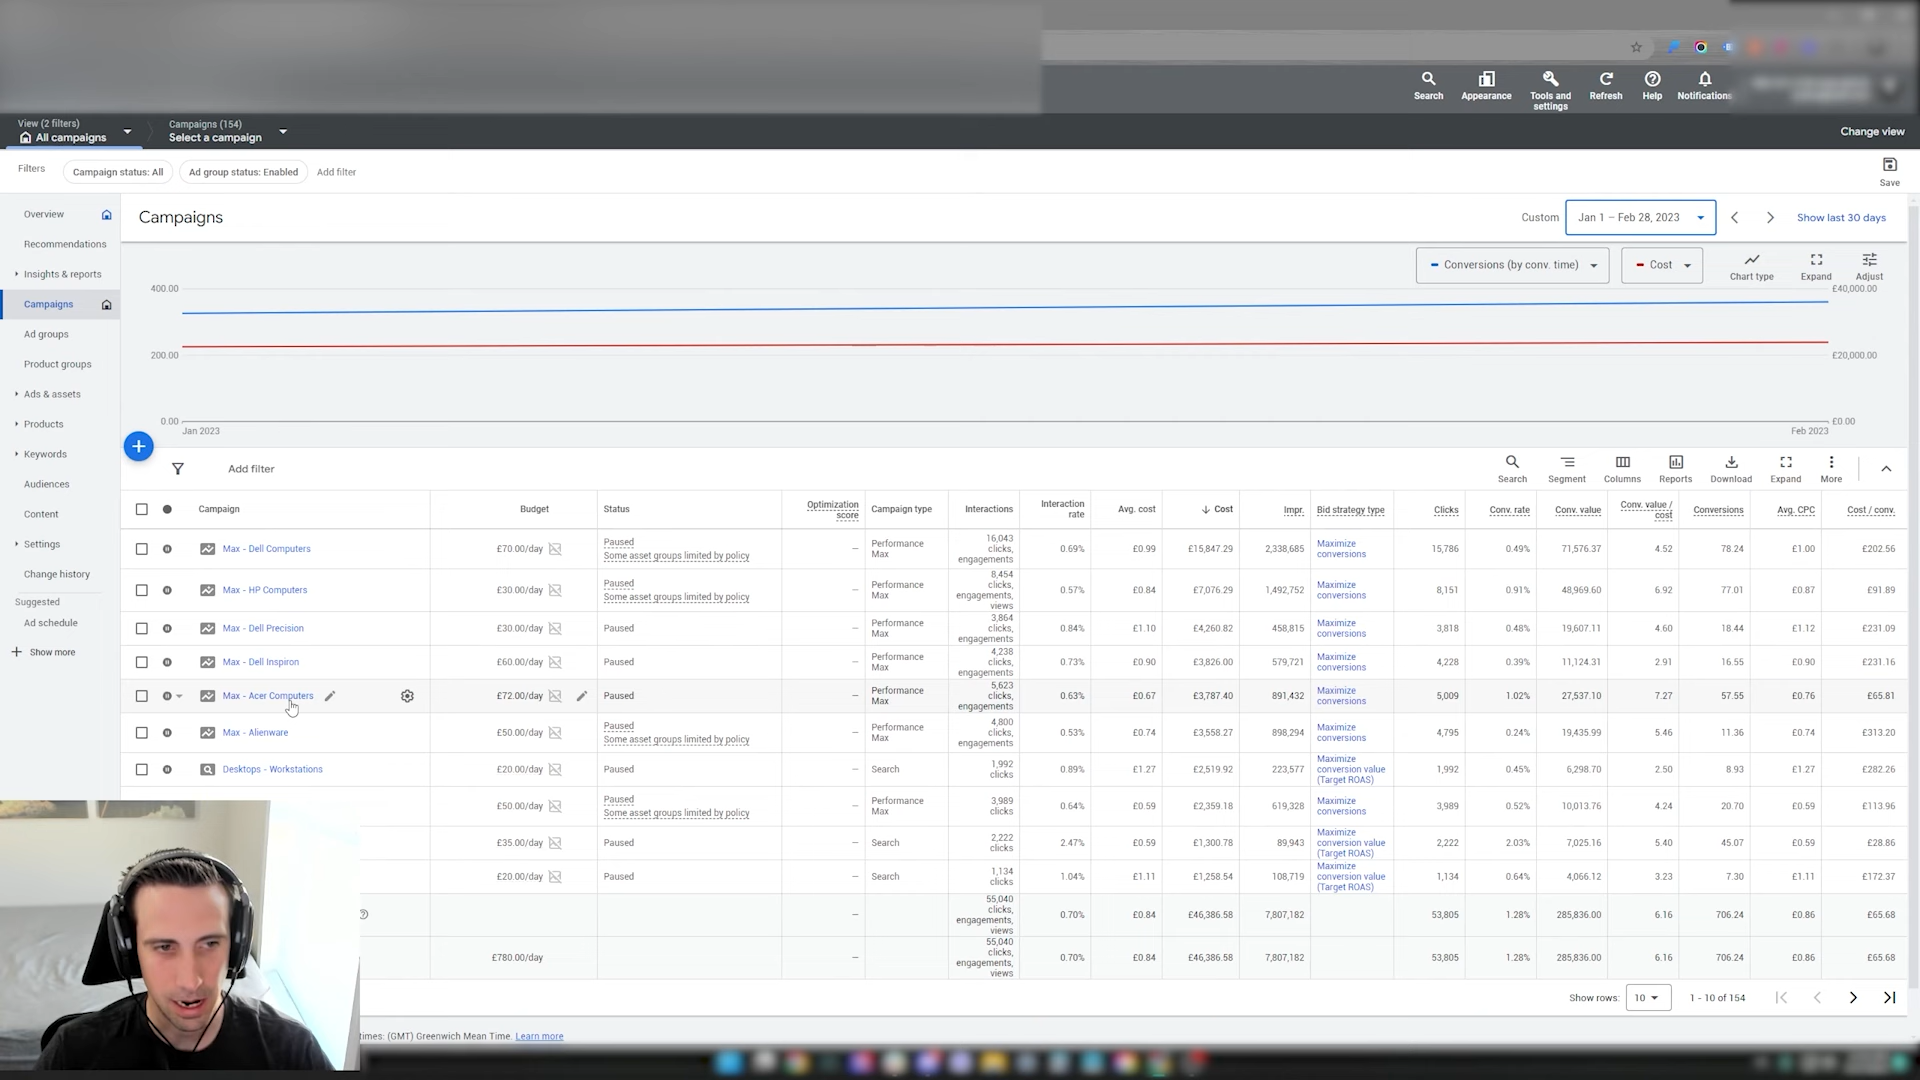 Search
Appearance
Tools and settings
Refresh
Help
Notifications
View (2 filters)
All campaigns
Campaigns (154)
Select a campaign
Change view
Filters
Campaign status: All
Ad group status: Enabled
Add filter
Save
Overview
Recommendations
Insights & reports
Campaigns
Ad groups
Product groups
Ads & assets
Products
Keywords
Audiences
Content
Settings
Change history
Suggested
Ad schedule
Show more
Campaigns
Custom
Jan 1 – Feb 28, 2023
Show last 30 days
Conversions (by conv. time)
Cost
Chart type
Expand
Adjust
400.00
£40,000.00
200.00
£20,000.00
0.00
£0.00
Jan 2023
Feb 2023
Add filter
Search
Segment
Columns
Reports
Download
Expand
More
Campaign Budget Status Optimization score Campaign type Interactions Interaction rate Avg. cost Cost Impr. Bid strategy type Clicks Conv. rate Conv. value Conv. value / cost Conversions Avg. CPC Cost / conv.
Max - Dell Computers £70.00/day Paused Some asset groups limited by policy – Performance Max 16,043 clicks, engagements 0.69% £0.99 £15,847.29 2,338,685 Maximize conversions 15,786 0.49% 71,576.37 4.52 78.24 £1.00 £202.56
Max - HP Computers £30.00/day Paused Some asset groups limited by policy – Performance Max 8,454 clicks, engagements, views 0.57% £0.84 £7,076.29 1,492,752 Maximize conversions 8,151 0.91% 48,969.60 6.92 77.01 £0.87 £91.89
Max - Dell Precision £30.00/day Paused – Performance Max 3,864 clicks, engagements 0.84% £1.10 £4,260.82 458,815 Maximize conversions 3,818 0.48% 19,607.11 4.60 18.44 £1.12 £231.09
Max - Dell Inspiron £60.00/day Paused – Performance Max 4,238 clicks, engagements 0.73% £0.90 £3,826.00 579,721 Maximize conversions 4,228 0.39% 11,124.31 2.91 16.55 £0.90 £231.16
Max - Acer Computers £72.00/day Paused – Performance Max 5,623 clicks, engagements 0.63% £0.67 £3,787.40 891,432 Maximize conversions 5,009 1.02% 27,537.10 7.27 57.55 £0.76 £65.81
Max - Alienware £50.00/day Paused Some asset groups limited by policy – Performance Max 4,800 clicks, engagements 0.53% £0.74 £3,558.27 898,294 Maximize conversions 4,795 0.24% 19,435.99 5.46 11.36 £0.74 £313.20
Desktops - Workstations £20.00/day Paused – Search 1,992 clicks 0.89% £1.27 £2,519.92 223,577 Maximize conversion value (Target ROAS) 1,992 0.45% 6,298.70 2.50 8.93 £1.27 £282.26
£50.00/day Paused Some asset groups limited by policy – Performance Max 3,989 clicks 0.64% £0.59 £2,359.18 619,328 Maximize conversions 3,989 0.52% 10,013.76 4.24 20.70 £0.59 £113.96
£35.00/day Paused – Search 2,222 clicks 2.47% £0.59 £1,300.78 89,943 Maximize conversion value (Target ROAS) 2,222 2.03% 7,025.16 5.40 45.07 £0.59 £28.86
£20.00/day Paused – Search 1,134 clicks 1.04% £1.11 £1,258.54 108,719 Maximize conversion value (Target ROAS) 1,134 0.64% 4,066.12 3.23 7.30 £1.11 £172.37
– 55,040 clicks, engagements, views 0.70% £0.84 £46,386.58 7,807,182 53,805 1.28% 285,836.00 6.16 706.24 £0.86 £65.68
£780.00/day – 55,040 clicks, engagements, views 0.70% £0.84 £46,386.58 7,807,182 53,805 1.28% 285,836.00 6.16 706.24 £0.86 £65.68
Show rows: 10 1 - 10 of 154
times: (GMT) Greenwich Mean Time. Learn more